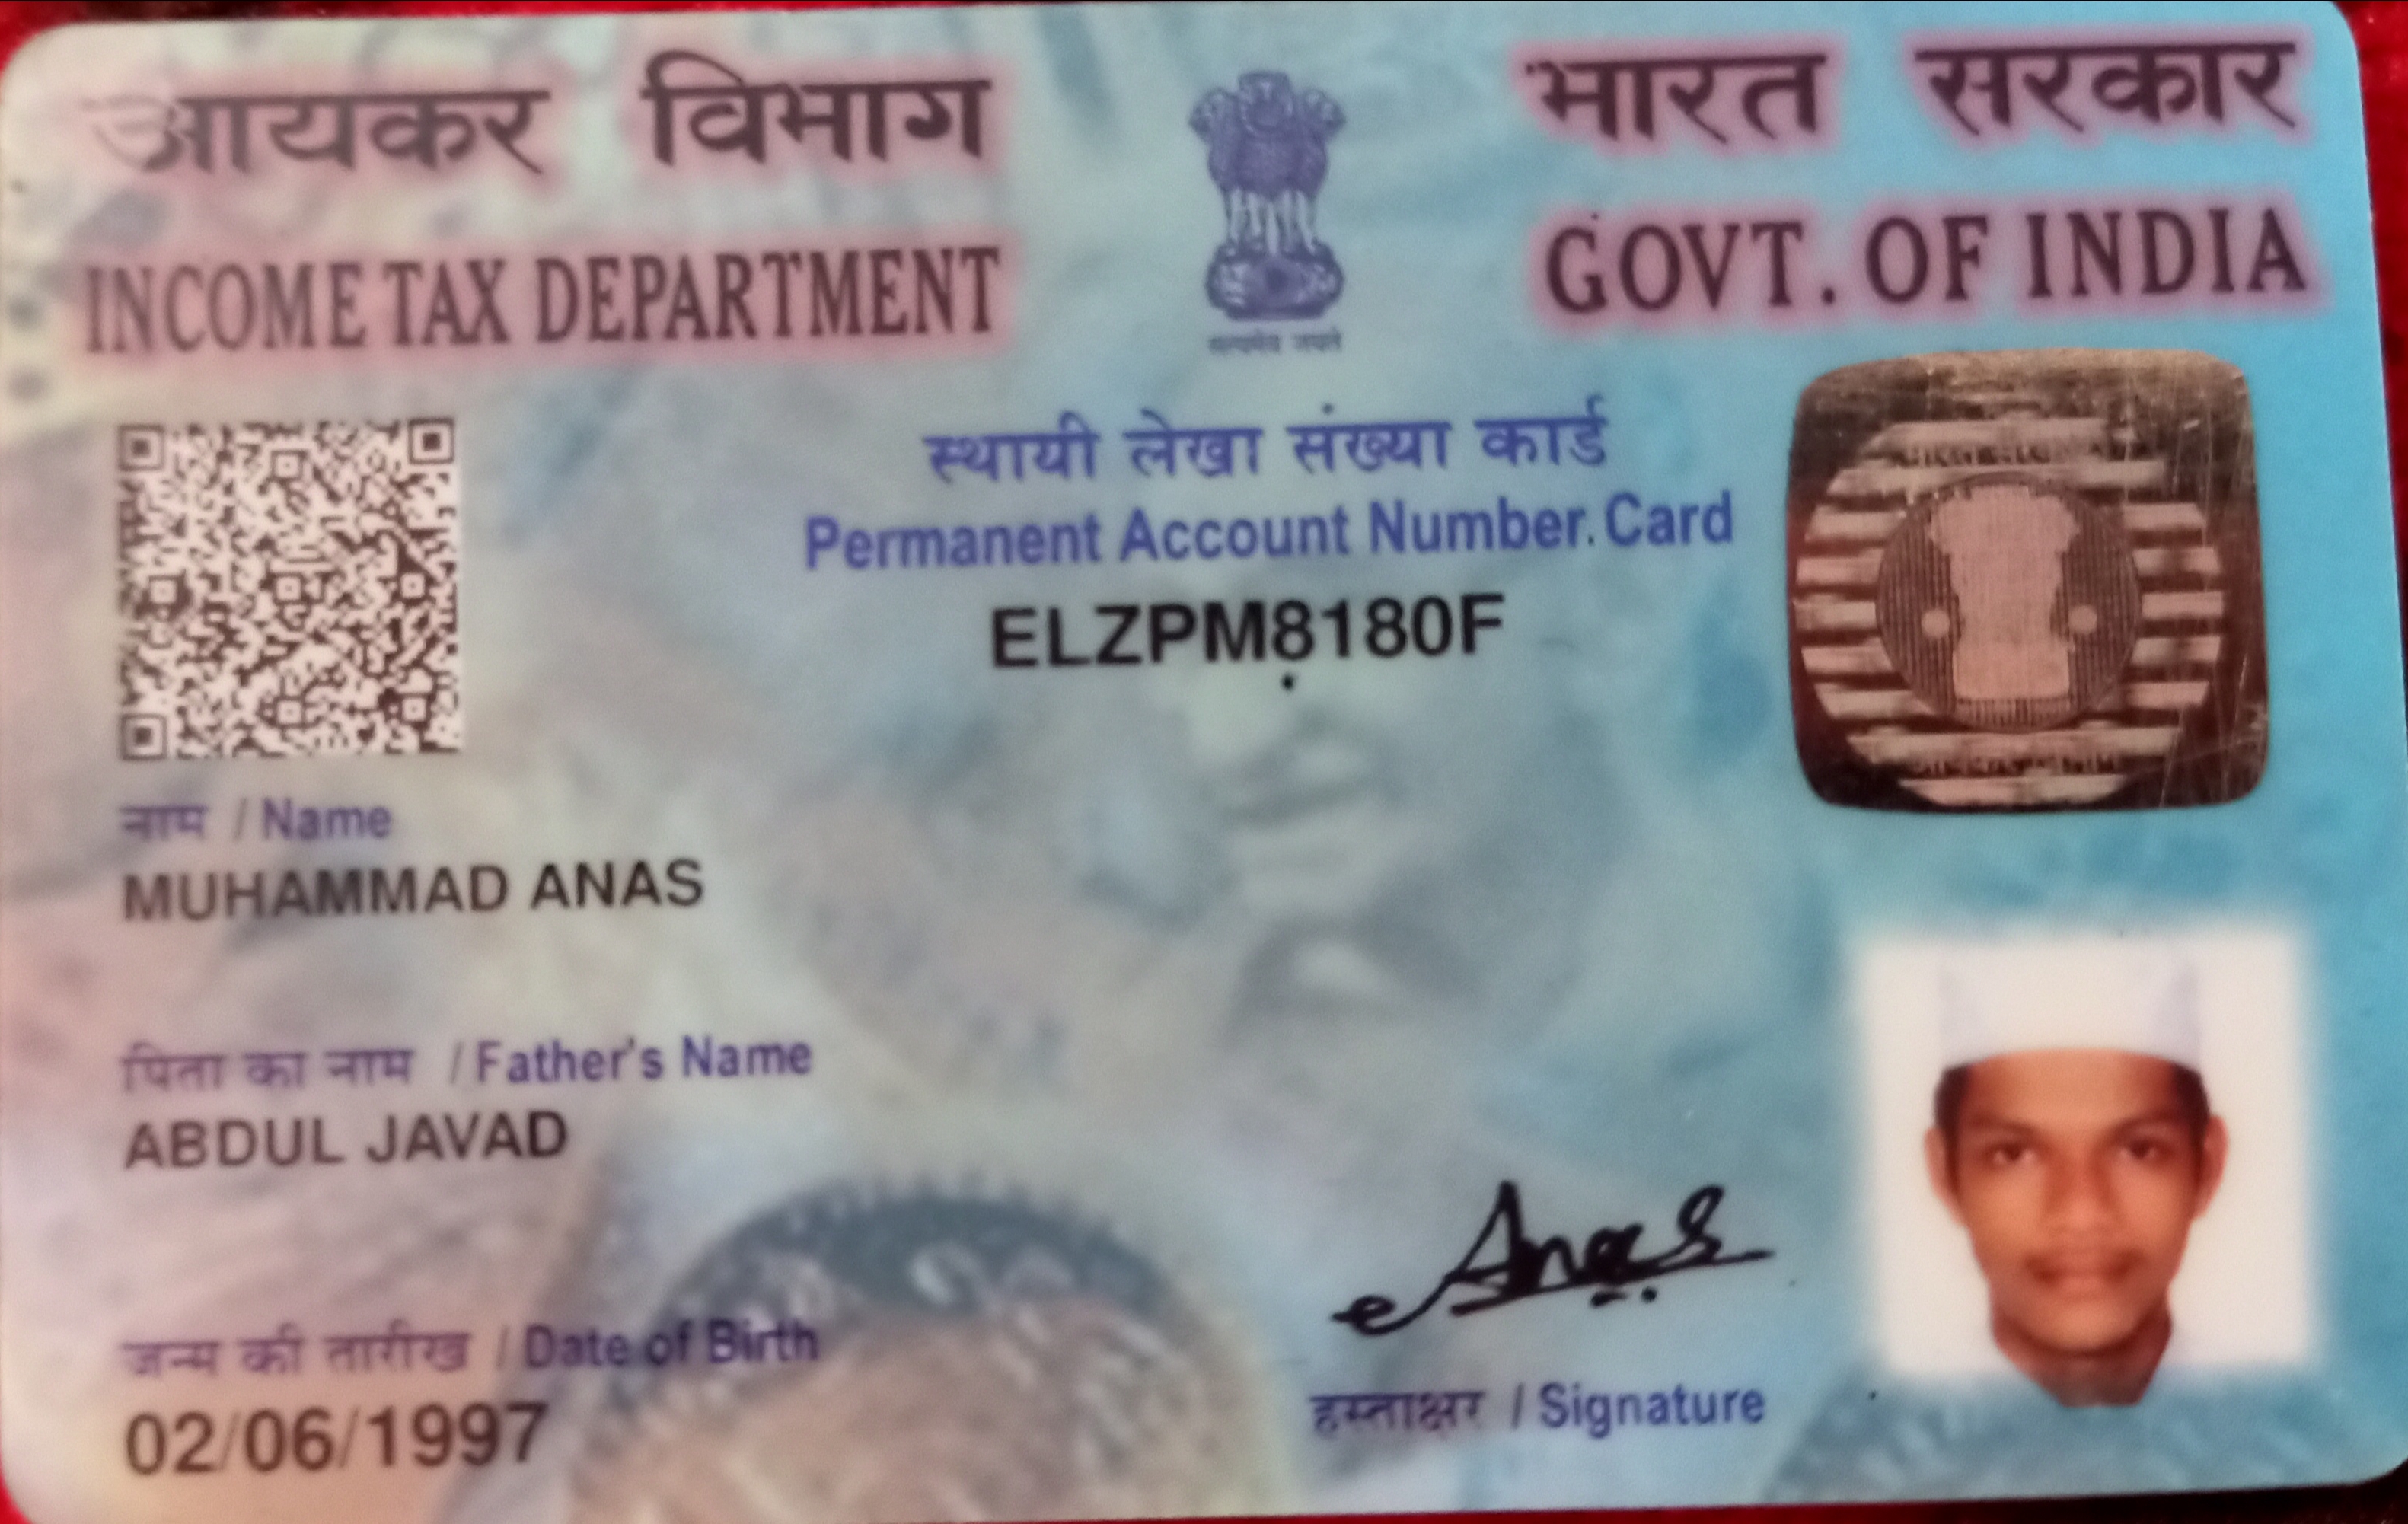 आयकर विभाग
INCOME TAX DEPARTMENT
सत्यमेव जयते
भारत सरकार
GOVT. OF INDIA
स्थायी लेखा संख्या कार्ड
Permanent Account Number Card
ELZPM8180F
नाम / Name
MUHAMMAD ANAS
पिता का नाम / Father's Name
ABDUL JAVAD
जन्म की तारीख / Date of Birth
02/06/1997
Anas
हस्ताक्षर / Signature